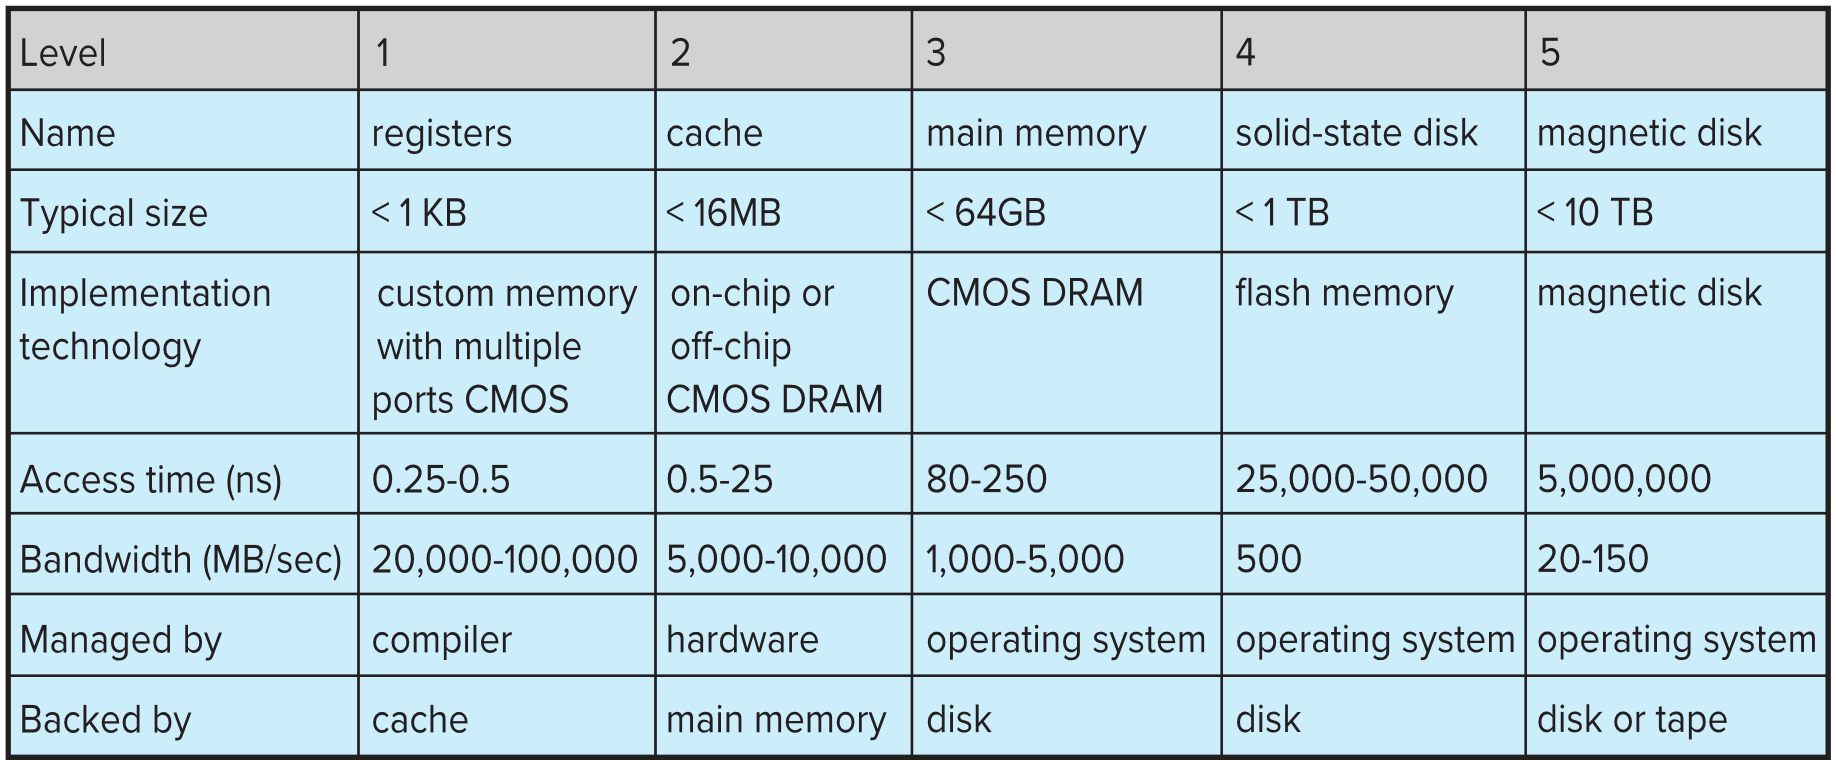 Level 1 2 3 4 5
Name registers cache main memory solid-state disk magnetic disk
Typical size < 1 KB < 16MB < 64GB < 1 TB < 10 TB
Implementation custom memory on-chip or CMOS DRAM flash memory magnetic disk
technology with multiple off-chip
ports CMOS CMOS DRAM
Access time (ns) 0.25-0.5 0.5-25 80-250 25,000-50,000 5,000,000
Bandwidth (MB/sec) 20,000-100,000 5,000-10,000 1,000-5,000 500 20-150
Managed by compiler hardware operating system operating system operating system
Backed by cache main memory disk disk disk or tape